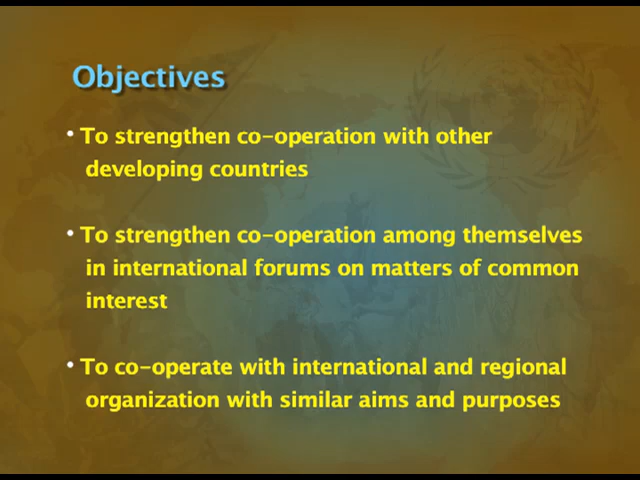 Objectives
• To strengthen co-operation with other
developing countries
• To strengthen co-operation among themselves
in international forums on matters of common
interest
• To co-operate with international and regional
organization with similar aims and purposes